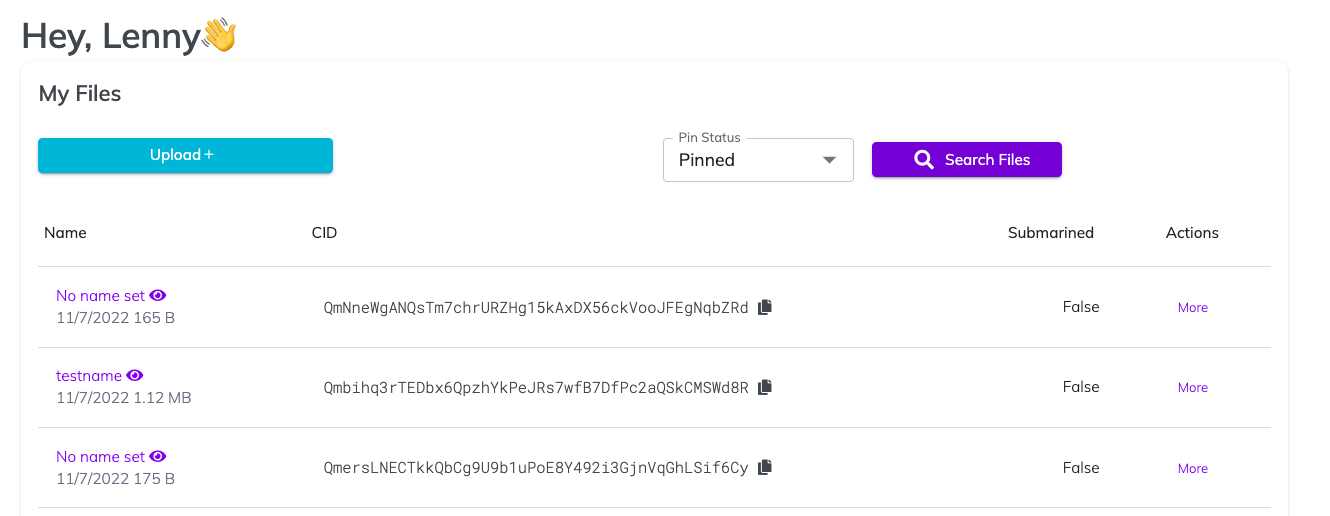 Hey, Lenny👋
My Files
Upload +
Pin Status
Pinned
Search Files
Name CID Submarined Actions
No name set
11/7/2022 165 B
QmNneWgANQsTm7chrURZHg15kAxDX56ckVooJFEgNqbZRd False More
testname
11/7/2022 1.12 MB
Qmbihq3rTEDbx6QpzhYkPeJRs7wfB7DfPc2aQSkCMSWd8R False More
No name set
11/7/2022 175 B
QmersLNECTkkQbCg9U9b1uPoE8Y492i3GjnVqGhLSif6Cy False More